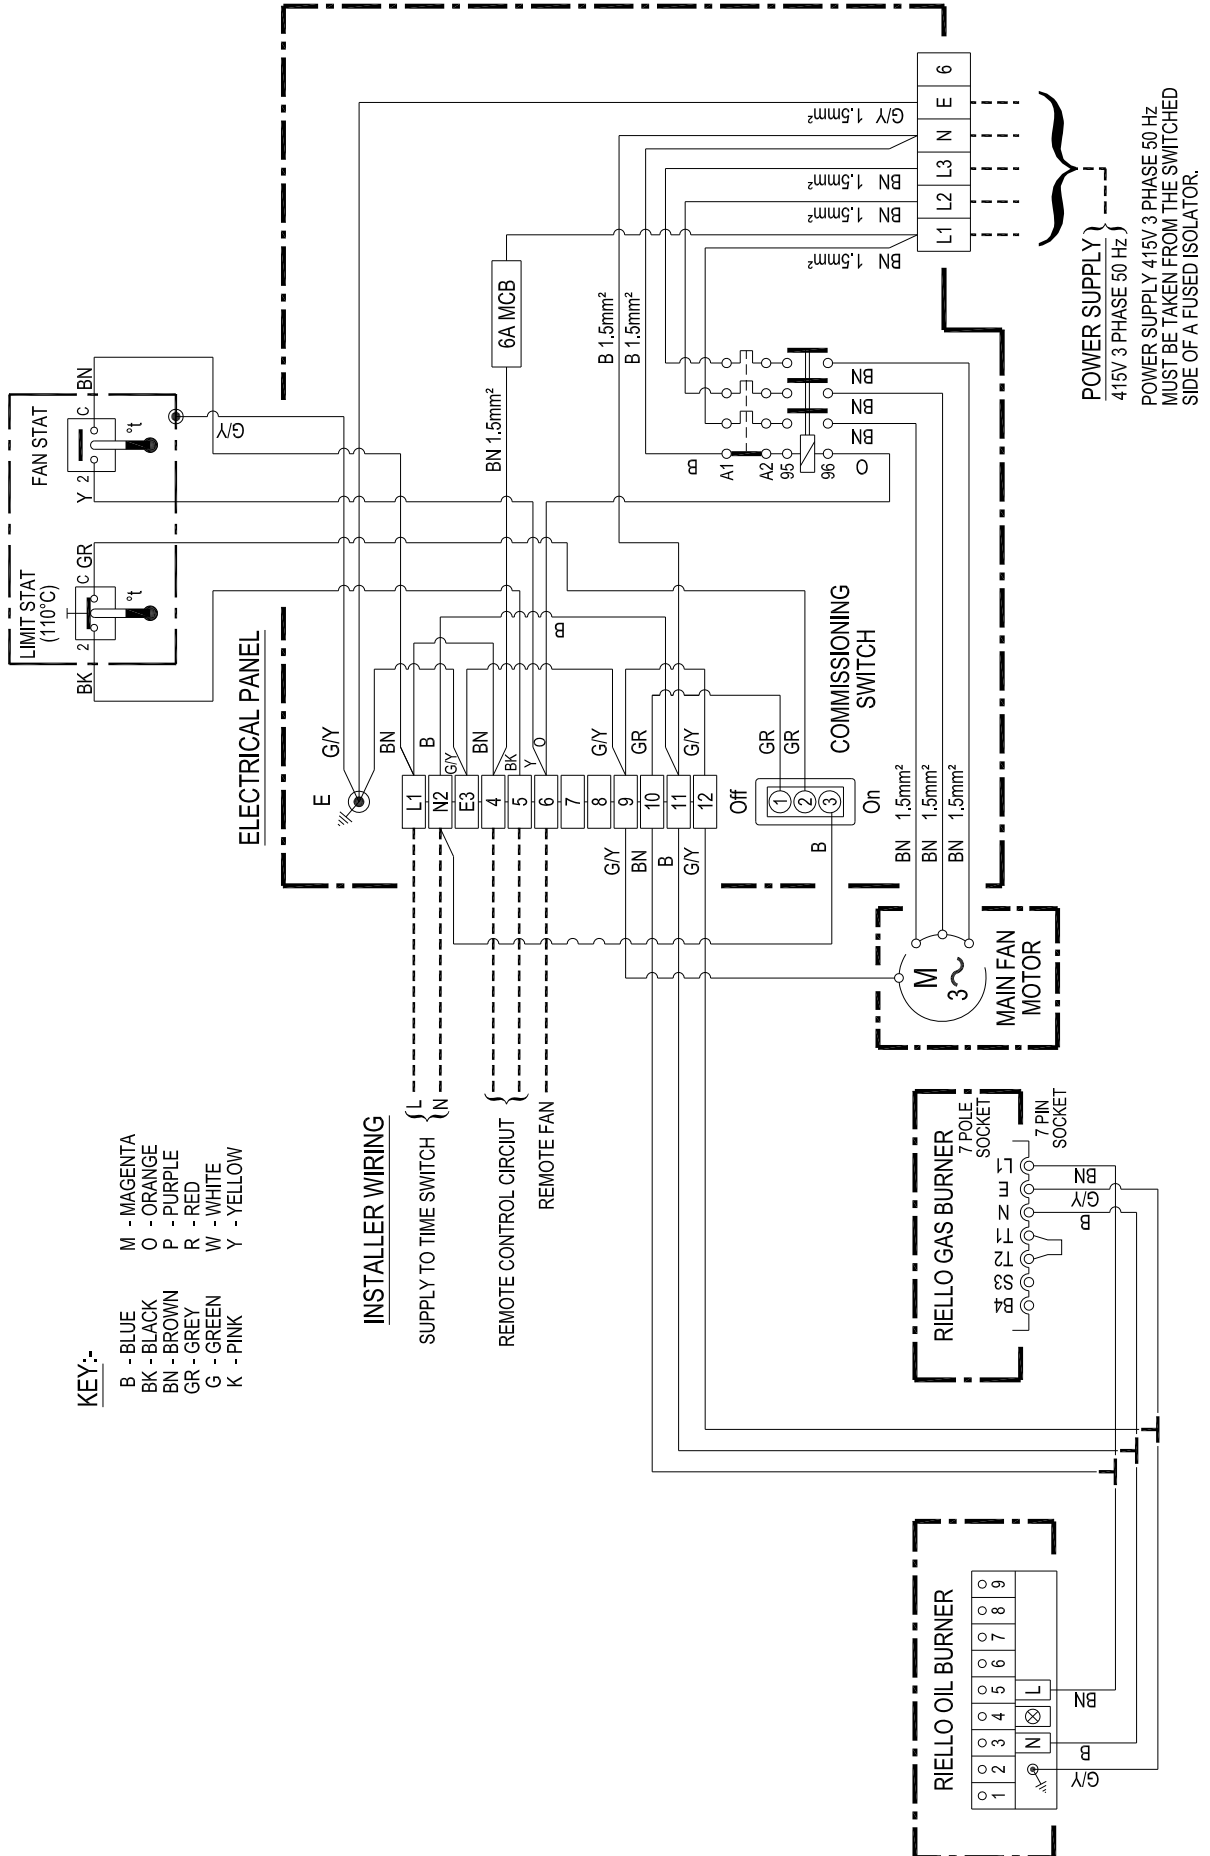 KEY:-
B - BLUE
BK - BLACK
BN - BROWN
GR - GREY
G - GREEN
K - PINK
M - MAGENTA
O - ORANGE
P - PURPLE
R - RED
W - WHITE
Y - YELLOW
LIMIT STAT
(110°C)
FAN STAT
BK
2
C
GR
°t
Y
2
C
BN
°t
G/Y
ELECTRICAL PANEL
E
G/Y
BN
B
G/Y
BN
BK
Y
O
G/Y
GR
G/Y
B
BN 1.5mm²
6A MCB
B 1.5mm²
B 1.5mm²
L1
N2
E3
4
5
6
7
8
9
10
11
12
G/Y
BN
B
G/Y
INSTALLER WIRING
SUPPLY TO TIME SWITCH
L
N
REMOTE CONTROL CIRCIUT
REMOTE FAN
Off
1
2
3
On
GR
GR
B
COMMISSIONING
SWITCH
B
A1
A2
95
96
O
BN
BN
BN
BN 1.5mm²
BN 1.5mm²
BN 1.5mm²
M
3~
MAIN FAN
MOTOR
L1
L2
L3
N
E
6
BN 1.5mm²
BN 1.5mm²
BN 1.5mm²
G/Y 1.5mm²
POWER SUPPLY
415V 3 PHASE 50 Hz
POWER SUPPLY 415V 3 PHASE 50 Hz
MUST BE TAKEN FROM THE SWITCHED
SIDE OF A FUSED ISOLATOR.
RIELLO GAS BURNER
7 POLE
SOCKET
7 PIN
SOCKET
B4
S3
T2
T1
N
E
L1
B
G/Y
BN
RIELLO OIL BURNER
1
2
3
4
5
6
7
8
9
N
L
G/Y
B
BN